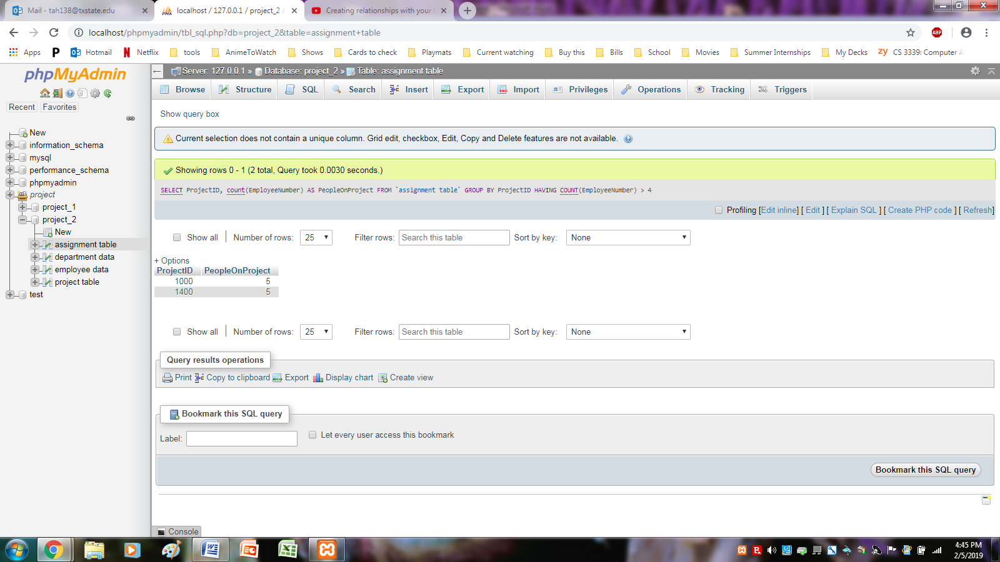 Mail - tah138@txstate.edu
localhost / 127.0.0.1 / project_2 /
Creating relationships with your
localhost/phpmyadmin/tbl_sql.php?db=project_2&table=assignment+table
ABP
Apps
Hotmail
Netflix
tools
AnimeToWatch
Shows
Cards to check
Playmats
Current watching
Buy this
Bills
School
Movies
Summer Internships
My Decks
zy CS 3339: Computer A
phpMyAdmin
Recent
Favorites
New
information_schema
mysql
performance_schema
phpmyadmin
project
project_1
project_2
New
assignment table
department data
employee data
project table
test
Server: 127.0.0.1 » Database: project_2 » Table: assignment table
Browse
Structure
SQL
Search
Insert
Export
Import
Privileges
Operations
Tracking
Triggers
Show query box
Current selection does not contain a unique column. Grid edit, checkbox, Edit, Copy and Delete features are not available.
Showing rows 0 - 1 (2 total, Query took 0.0030 seconds.)
SELECT ProjectID, count(EmployeeNumber) AS PeopleOnProject FROM `assignment table` GROUP BY ProjectID HAVING COUNT(EmployeeNumber) > 4
Profiling [Edit inline] [ Edit ] [ Explain SQL ] [ Create PHP code ] [ Refresh]
Show all | Number of rows: 25 Filter rows: Search this table Sort by key: None
+ Options
ProjectID PeopleOnProject
1000 5
1400 5
Show all | Number of rows: 25 Filter rows: Search this table Sort by key: None
Query results operations
Print Copy to clipboard Export Display chart Create view
Bookmark this SQL query
Label:
Let every user access this bookmark
Bookmark this SQL query
Console
4:45 PM
2/5/2019